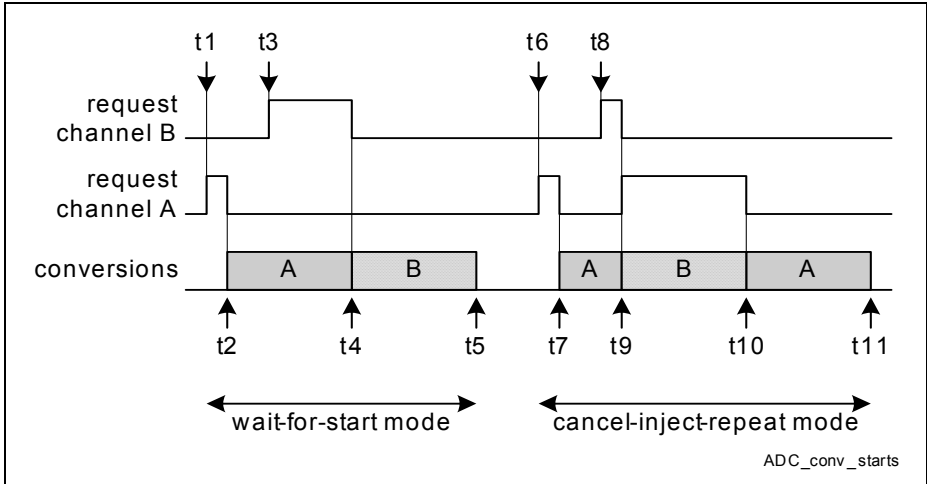 t1 t3 t6 t8
request
channel B
request
channel A
conversions A B A B A
t2 t4 t5 t7 t9 t10 t11
wait-for-start mode cancel-inject-repeat mode
ADC_conv_starts